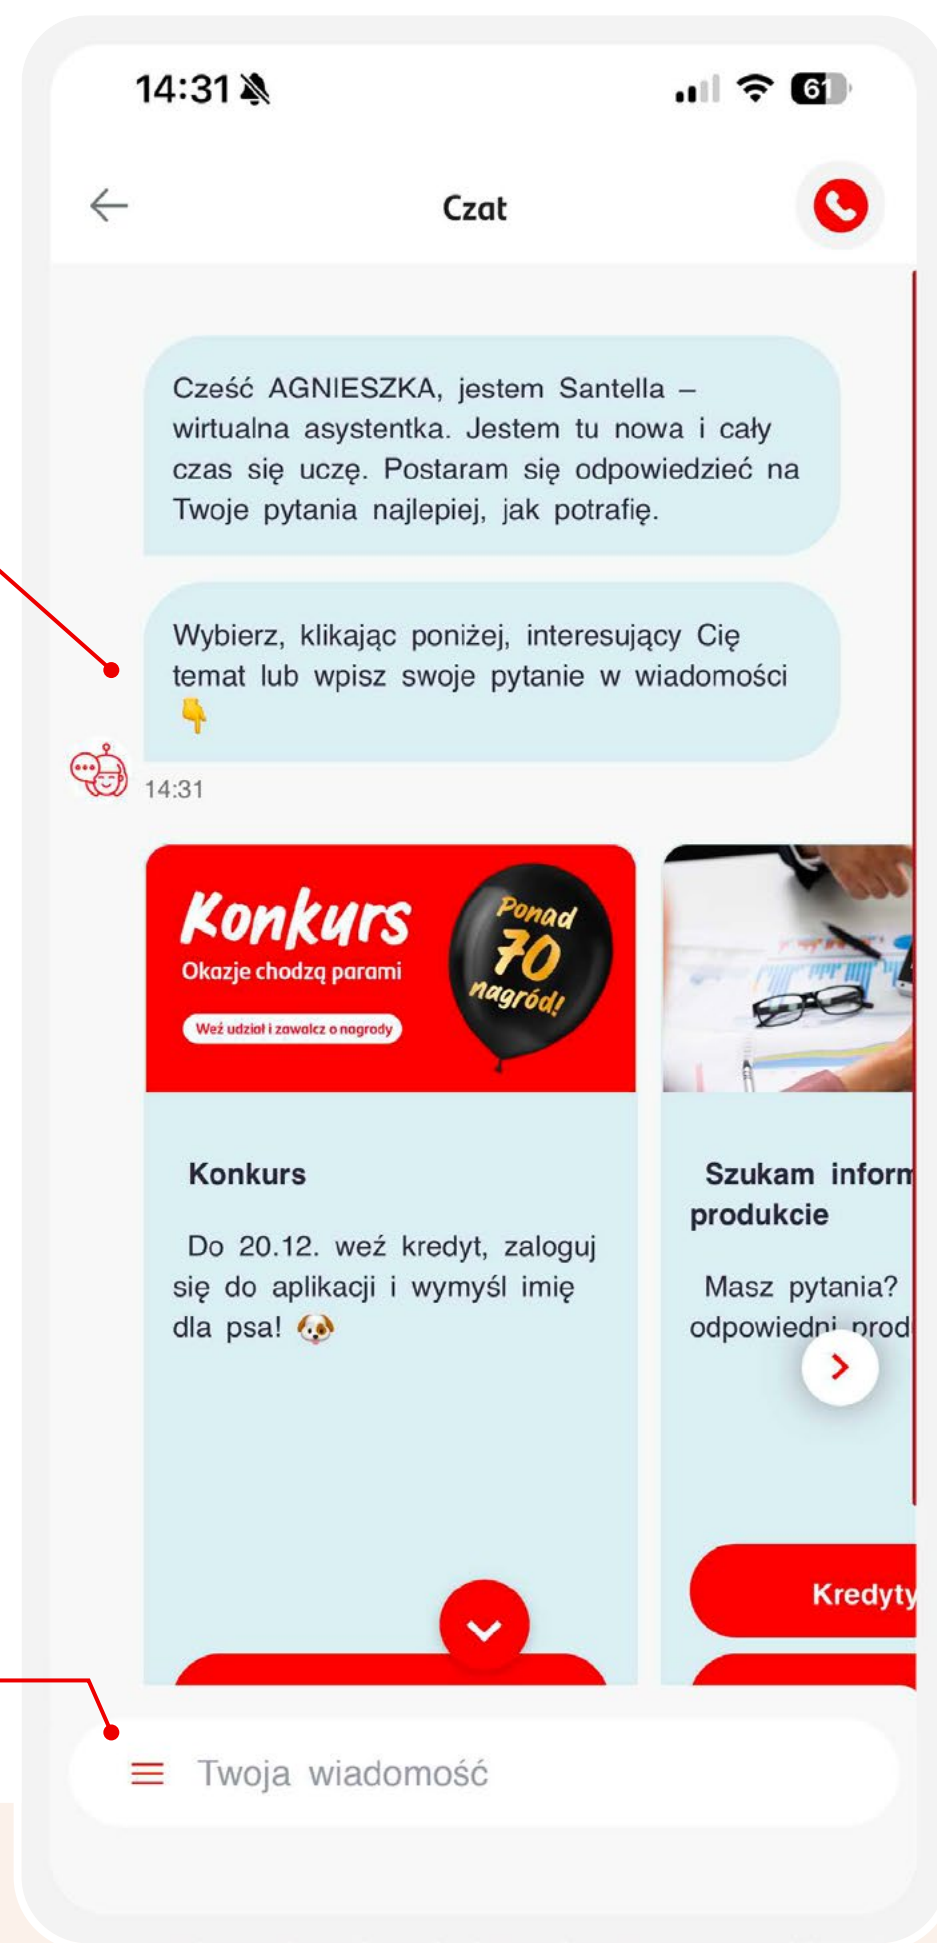 14:31
61
Czat
Cześć AGNIESZKA, jestem Santella –
wirtualna asystentka. Jestem tu nowa i cały
czas się uczę. Postaram się odpowiedzieć na
Twoje pytania najlepiej, jak potrafię.
Wybierz, klikając poniżej, interesujący Cię
temat lub wpisz swoje pytanie w wiadomości
👇
14:31
Konkurs
Okazje chodzą parami
Weź udział i zawalcz o nagrody
Ponad
70
nagród!
Konkurs
Do 20.12. weź kredyt, zaloguj
się do aplikacji i wymyśl imię
dla psa! 🐶
Szukam inform
produkcie
Masz pytania?
odpowiedni prod
Kredyty
Twoja wiadomość